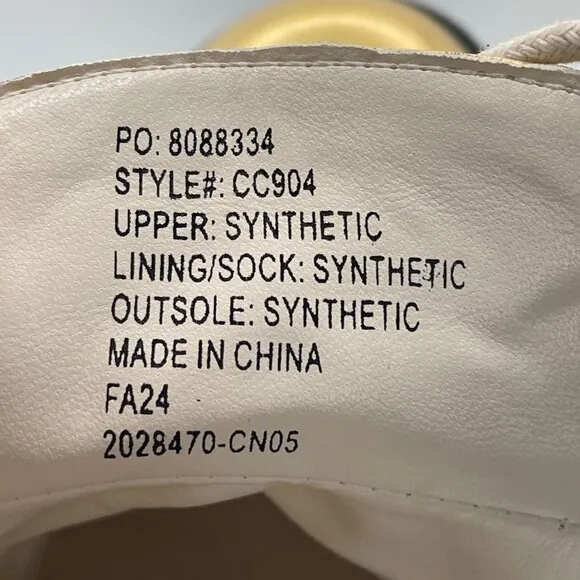 PO: 8088334
STYLE#: CC904
UPPER: SYNTHETIC
LINING/SOCK: SYNTHETIC
OUTSOLE: SYNTHETIC
MADE IN CHINA
FA24
2028470-CN05